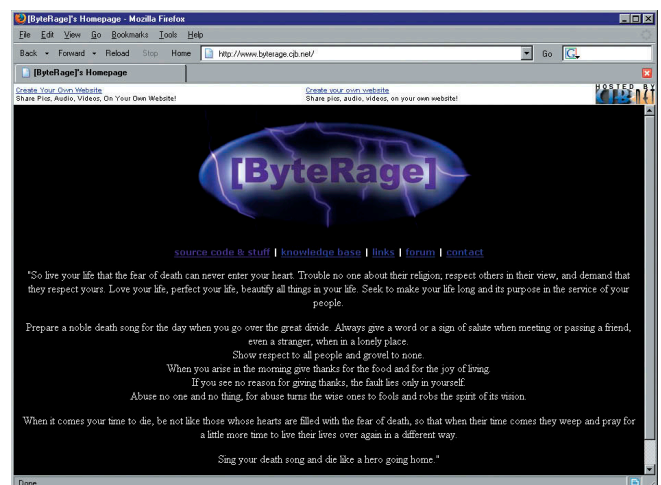 [ByteRage]'s Homepage - Mozilla Firefox
File Edit View Go Bookmarks Tools Help
Back Forward Reload Stop Home http://www.byterage.cjb.net/ Go G
[ByteRage]'s Homepage
Create Your Own Website
Share Pics, Audio, Videos, On Your Own Website!
Create your own website
Share pics, audio, videos, on your own website!
HOSTED BY
CJB NET
[ByteRage]
source code & stuff | knowledge base | links | forum | contact
"So live your life that the fear of death can never enter your heart. Trouble no one about their religion; respect others in their view, and demand that
they respect yours. Love your life, perfect your life, beautify all things in your life. Seek to make your life long and its purpose in the service of your
people.
Prepare a noble death song for the day when you go over the great divide. Always give a word or a sign of salute when meeting or passing a friend,
even a stranger, when in a lonely place.
Show respect to all people and grovel to none.
When you arise in the morning give thanks for the food and for the joy of living.
If you see no reason for giving thanks, the fault lies only in yourself.
Abuse no one and no thing, for abuse turns the wise ones to fools and robs the spirit of its vision.
When it comes your time to die, be not like those whose hearts are filled with the fear of death, so that when their time comes they weep and pray for
a little more time to live their lives over again in a different way.
Sing your death song and die like a hero going home."
Done